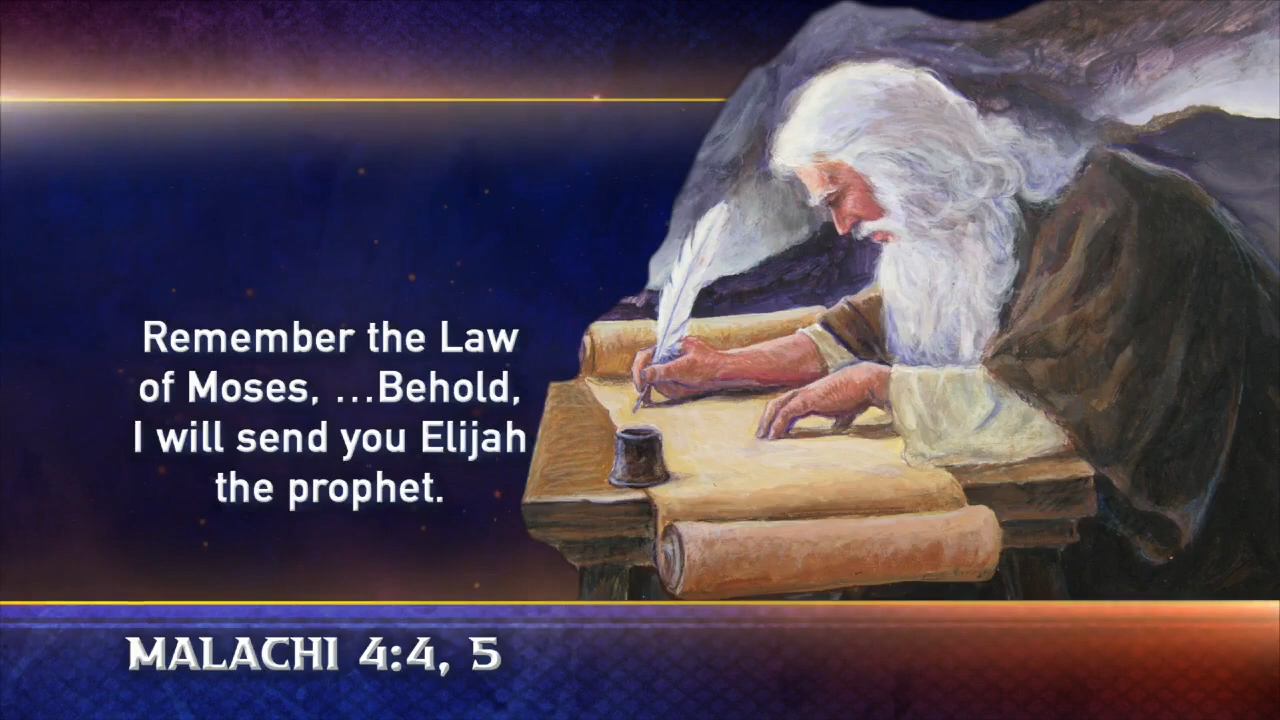 Remember the Law
of Moses, ...Behold,
I will send you Elijah
the prophet.
MALACHI 4:4, 5